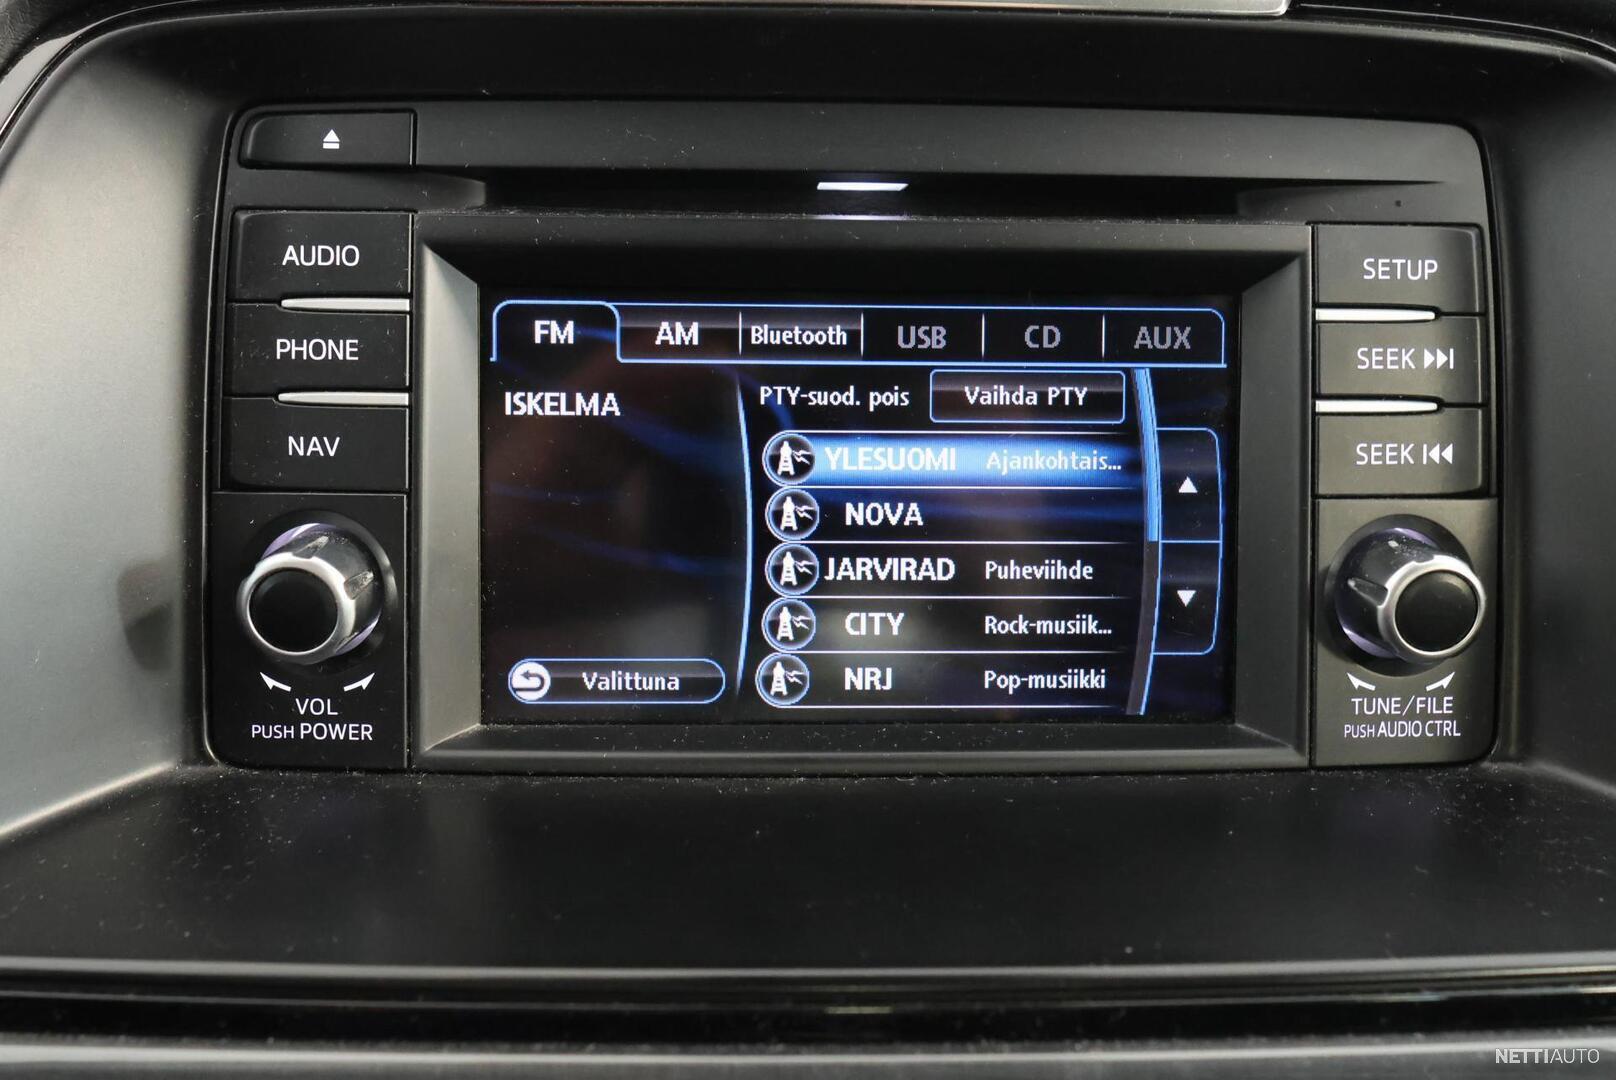 AUDIO
PHONE
NAV
VOL
PUSH POWER
FM AM Bluetooth USB CD AUX
ISKELMA
PTY-suod. pois Vaihda PTY
YLESUOMI Ajankohtais...
NOVA
JARVIRAD Puheviihde
CITY Rock-musiik...
NRJ Pop-musiikki
Valittuna
SETUP
SEEK
SEEK
TUNE/FILE
PUSH AUDIO CTRL
NETTIAUTO